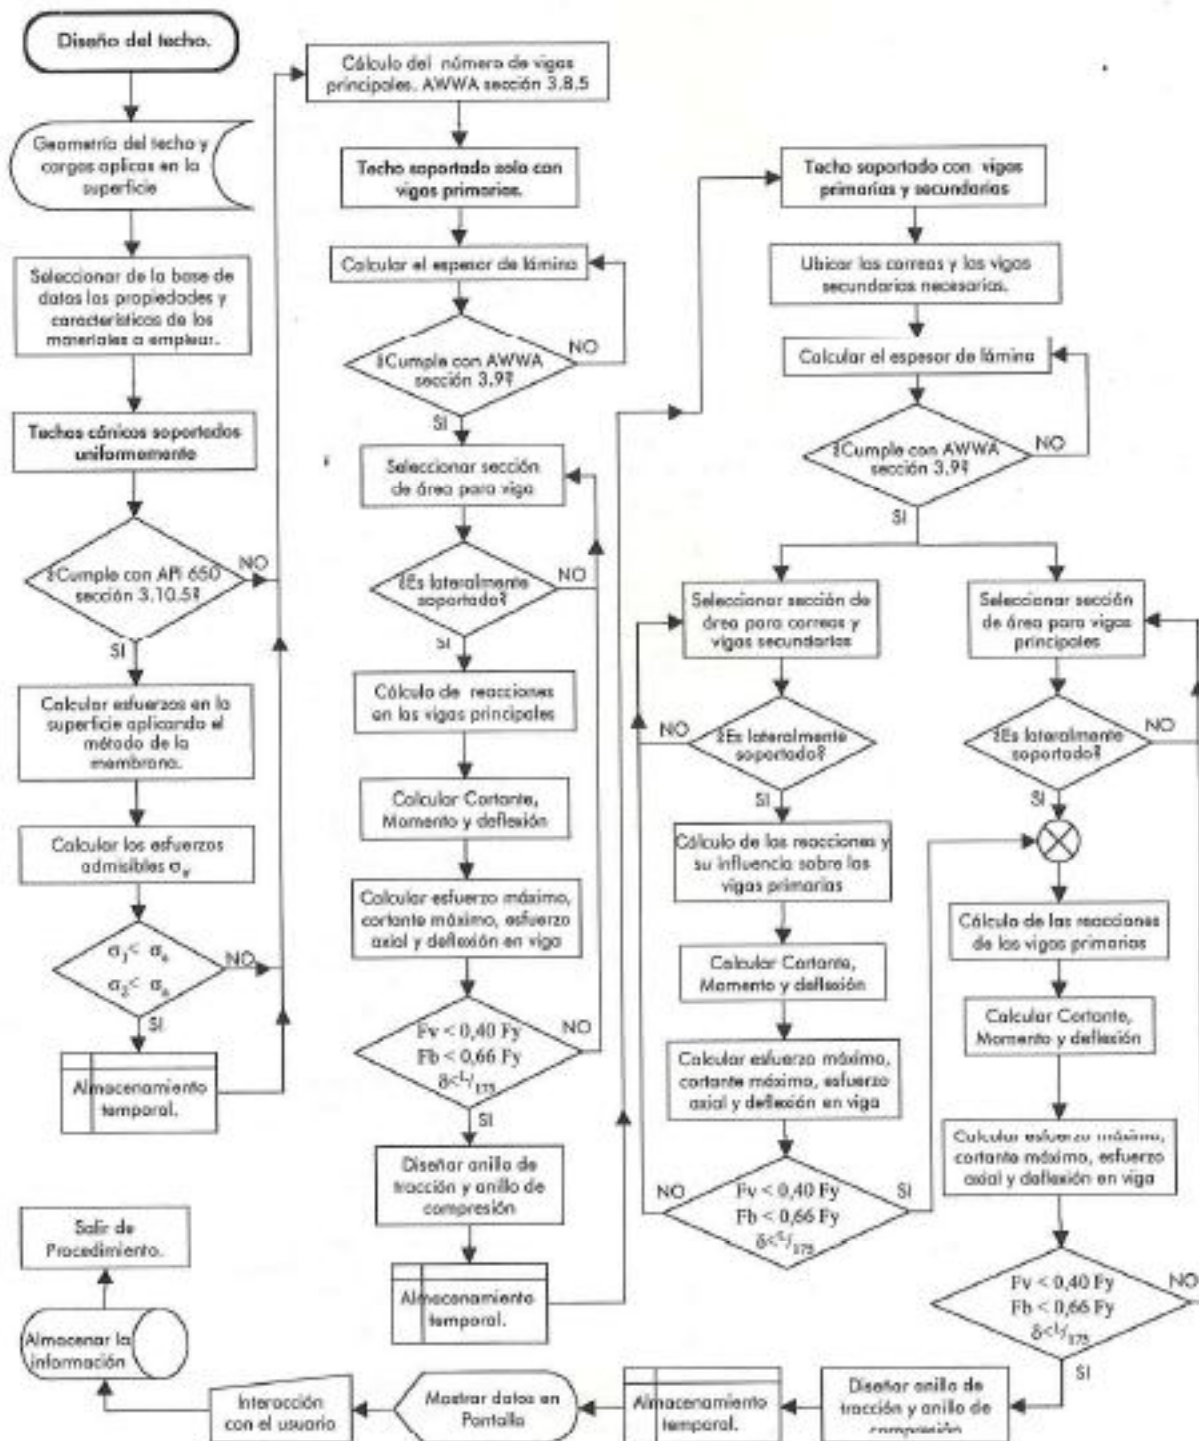 Diseño del techo.
Geometría del techo y
cargas aplicas en la
superficie
Seleccionar de la base de
datos las propiedades y
características de los
materiales a emplear.
Techos cónicos soportados
uniformemente
¿Cumple con API 650
sección 3.10.5?
NO
SI
Calcular esfuerzos en la
superficie aplicando el
método de la
membrana.
Calcular los esfuerzos
admisibles σ
σ1< σa
σ2< σa
NO
SI
Almacenamiento
temporal.
Cálculo del número de vigas
principales. AWWA sección 3.8.5
Techo soportado solo con
vigas primarias.
Calcular el espesor de lámina
¿Cumple con AWWA
sección 3.9?
NO
SI
Seleccionar sección
de área para viga
¿Es lateralmente
soportado?
NO
SI
Cálculo de reacciones
en las vigas principales
Calcular Cortante,
Momento y deflexión
Calcular esfuerzo máximo,
cortante máximo, esfuerzo
axial y deflexión en viga
Fv < 0,40 Fy
Fb < 0,66 Fy
δ<L/175
NO
SI
Diseñar anillo de
tracción y anillo de
compresión
Almacenamiento
temporal.
Techo soportado con vigas
primarias y secundarias
Ubicar las correas y las vigas
secundarias necesarias.
Calcular el espesor de lámina
¿Cumple con AWWA
sección 3.9?
NO
SI
Seleccionar sección de
área para correas y
vigas secundarias
¿Es lateralmente
soportado?
NO
SI
Cálculo de las reacciones y
su influencia sobre las
vigas primarias
Calcular Cortante,
Momento y deflexión
Calcular esfuerzo máximo,
cortante máximo, esfuerzo
axial y deflexión en viga
Fv < 0,40 Fy
Fb < 0,66 Fy
δ<L/175
NO
SI
Seleccionar sección
de área para vigas
principales
¿Es lateralmente
soportado?
NO
SI
Cálculo de las reacciones
de las vigas primarias
Calcular Cortante,
Momento y deflexión
Calcular esfuerzo máximo,
cortante máximo, esfuerzo
axial y deflexión en viga
Fv < 0,40 Fy
Fb < 0,66 Fy
δ<L/175
NO
SI
Diseñar anillo de
tracción y anillo de
compresión
Almacenamiento
temporal.
Mostrar datos en
Pantalla
Interacción
con el usuario
Almacenar la
información
Salir de
Procedimiento.